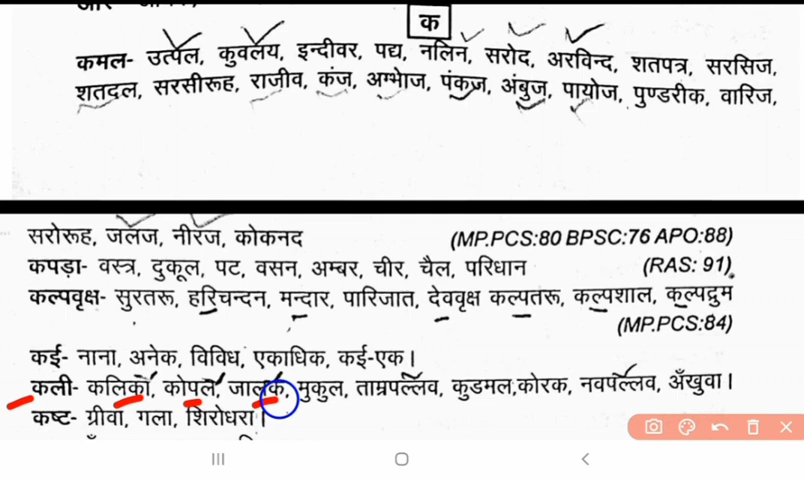 क
कमल- उत्पल, कुवलय, इन्दीवर, पद्य, नलिन, सरोद, अरविन्द, शतपत्र, सरसिज,
शतदल, सरसीरूह, राजीव, कंज, अम्भोज, पंकज, अंबुज, पायोज, पुण्डरीक, वारिज,
सरोरूह, जलज, नीरज, कोकनद (MP.PCS:80 BPSC:76 APO:88)
कपड़ा- वस्त्र, दुकूल, पट, वसन, अम्बर, चीर, चैल, परिधान (RAS: 91),
कल्पवृक्ष- सुरतरू, हरिचन्दन, मन्दार, पारिजात, देववृक्ष कल्पतरू, कल्पशाल, कल्पद्रुम
(MP.PCS:84)
कई- नाना, अनेक, विविध, एकाधिक, कई-एक।
कली- कलिका, कोपल, जालक, मुकुल, ताम्रपल्लव, कुडमल,कोरक, नवपल्लव, अँखुवा।
कष्ट- ग्रीवा, गला, शिरोधरा।